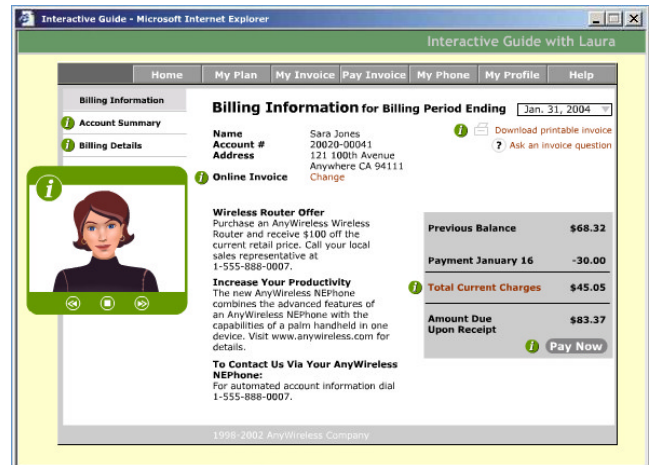 Interactive Guide - Microsoft Internet Explorer
Interactive Guide with Laura
Home My Plan My Invoice Pay Invoice My Phone My Profile Help
Billing Information
Account Summary
Billing Details
Billing Information for Billing Period Ending Jan. 31, 2004
Name Sara Jones
Account # 20020-00041
Address 121 100th Avenue
Anywhere CA 94111
Online Invoice Change
Download printable invoice
? Ask an invoice question
Wireless Router Offer
Purchase an AnyWireless Wireless
Router and receive $100 off the
current retail price. Call your local
sales representative at
1-555-888-0007.
Increase Your Productivity
The new AnyWireless NEPhone
combines the advanced features of
an AnyWireless NEPhone with the
capabilities of a palm handheld in one
device. Visit www.anywireless.com for
details.
To Contact Us Via Your AnyWireless
NEPhone:
For automated account information dial
1-555-888-0007.
Previous Balance $68.32
Payment January 16 -30.00
Total Current Charges $45.05
Amount Due
Upon Receipt $83.37
Pay Now
1998-2002 AnyWireless Company